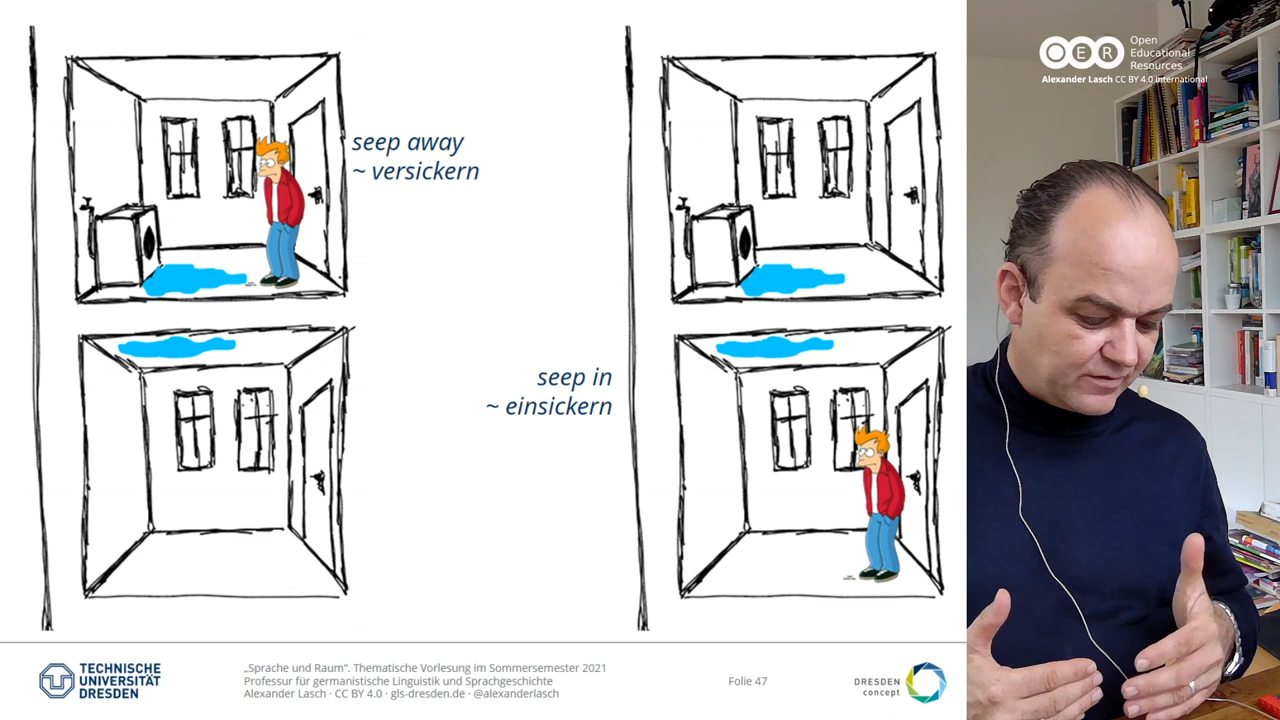 seep away
~ versickern
seep in
~ einsickern
TECHNISCHE
UNIVERSITÄT
DRESDEN
„Sprache und Raum“. Thematische Vorlesung im Sommersemester 2021
Professur für germanistische Linguistik und Sprachgeschichte
Alexander Lasch · CC BY 4.0 · gls-dresden.de · @alexanderlasch
Folie 47
DRESDEN
concept
OER
Open
Educational
Resources
Alexander Lasch CC BY 4.0 International